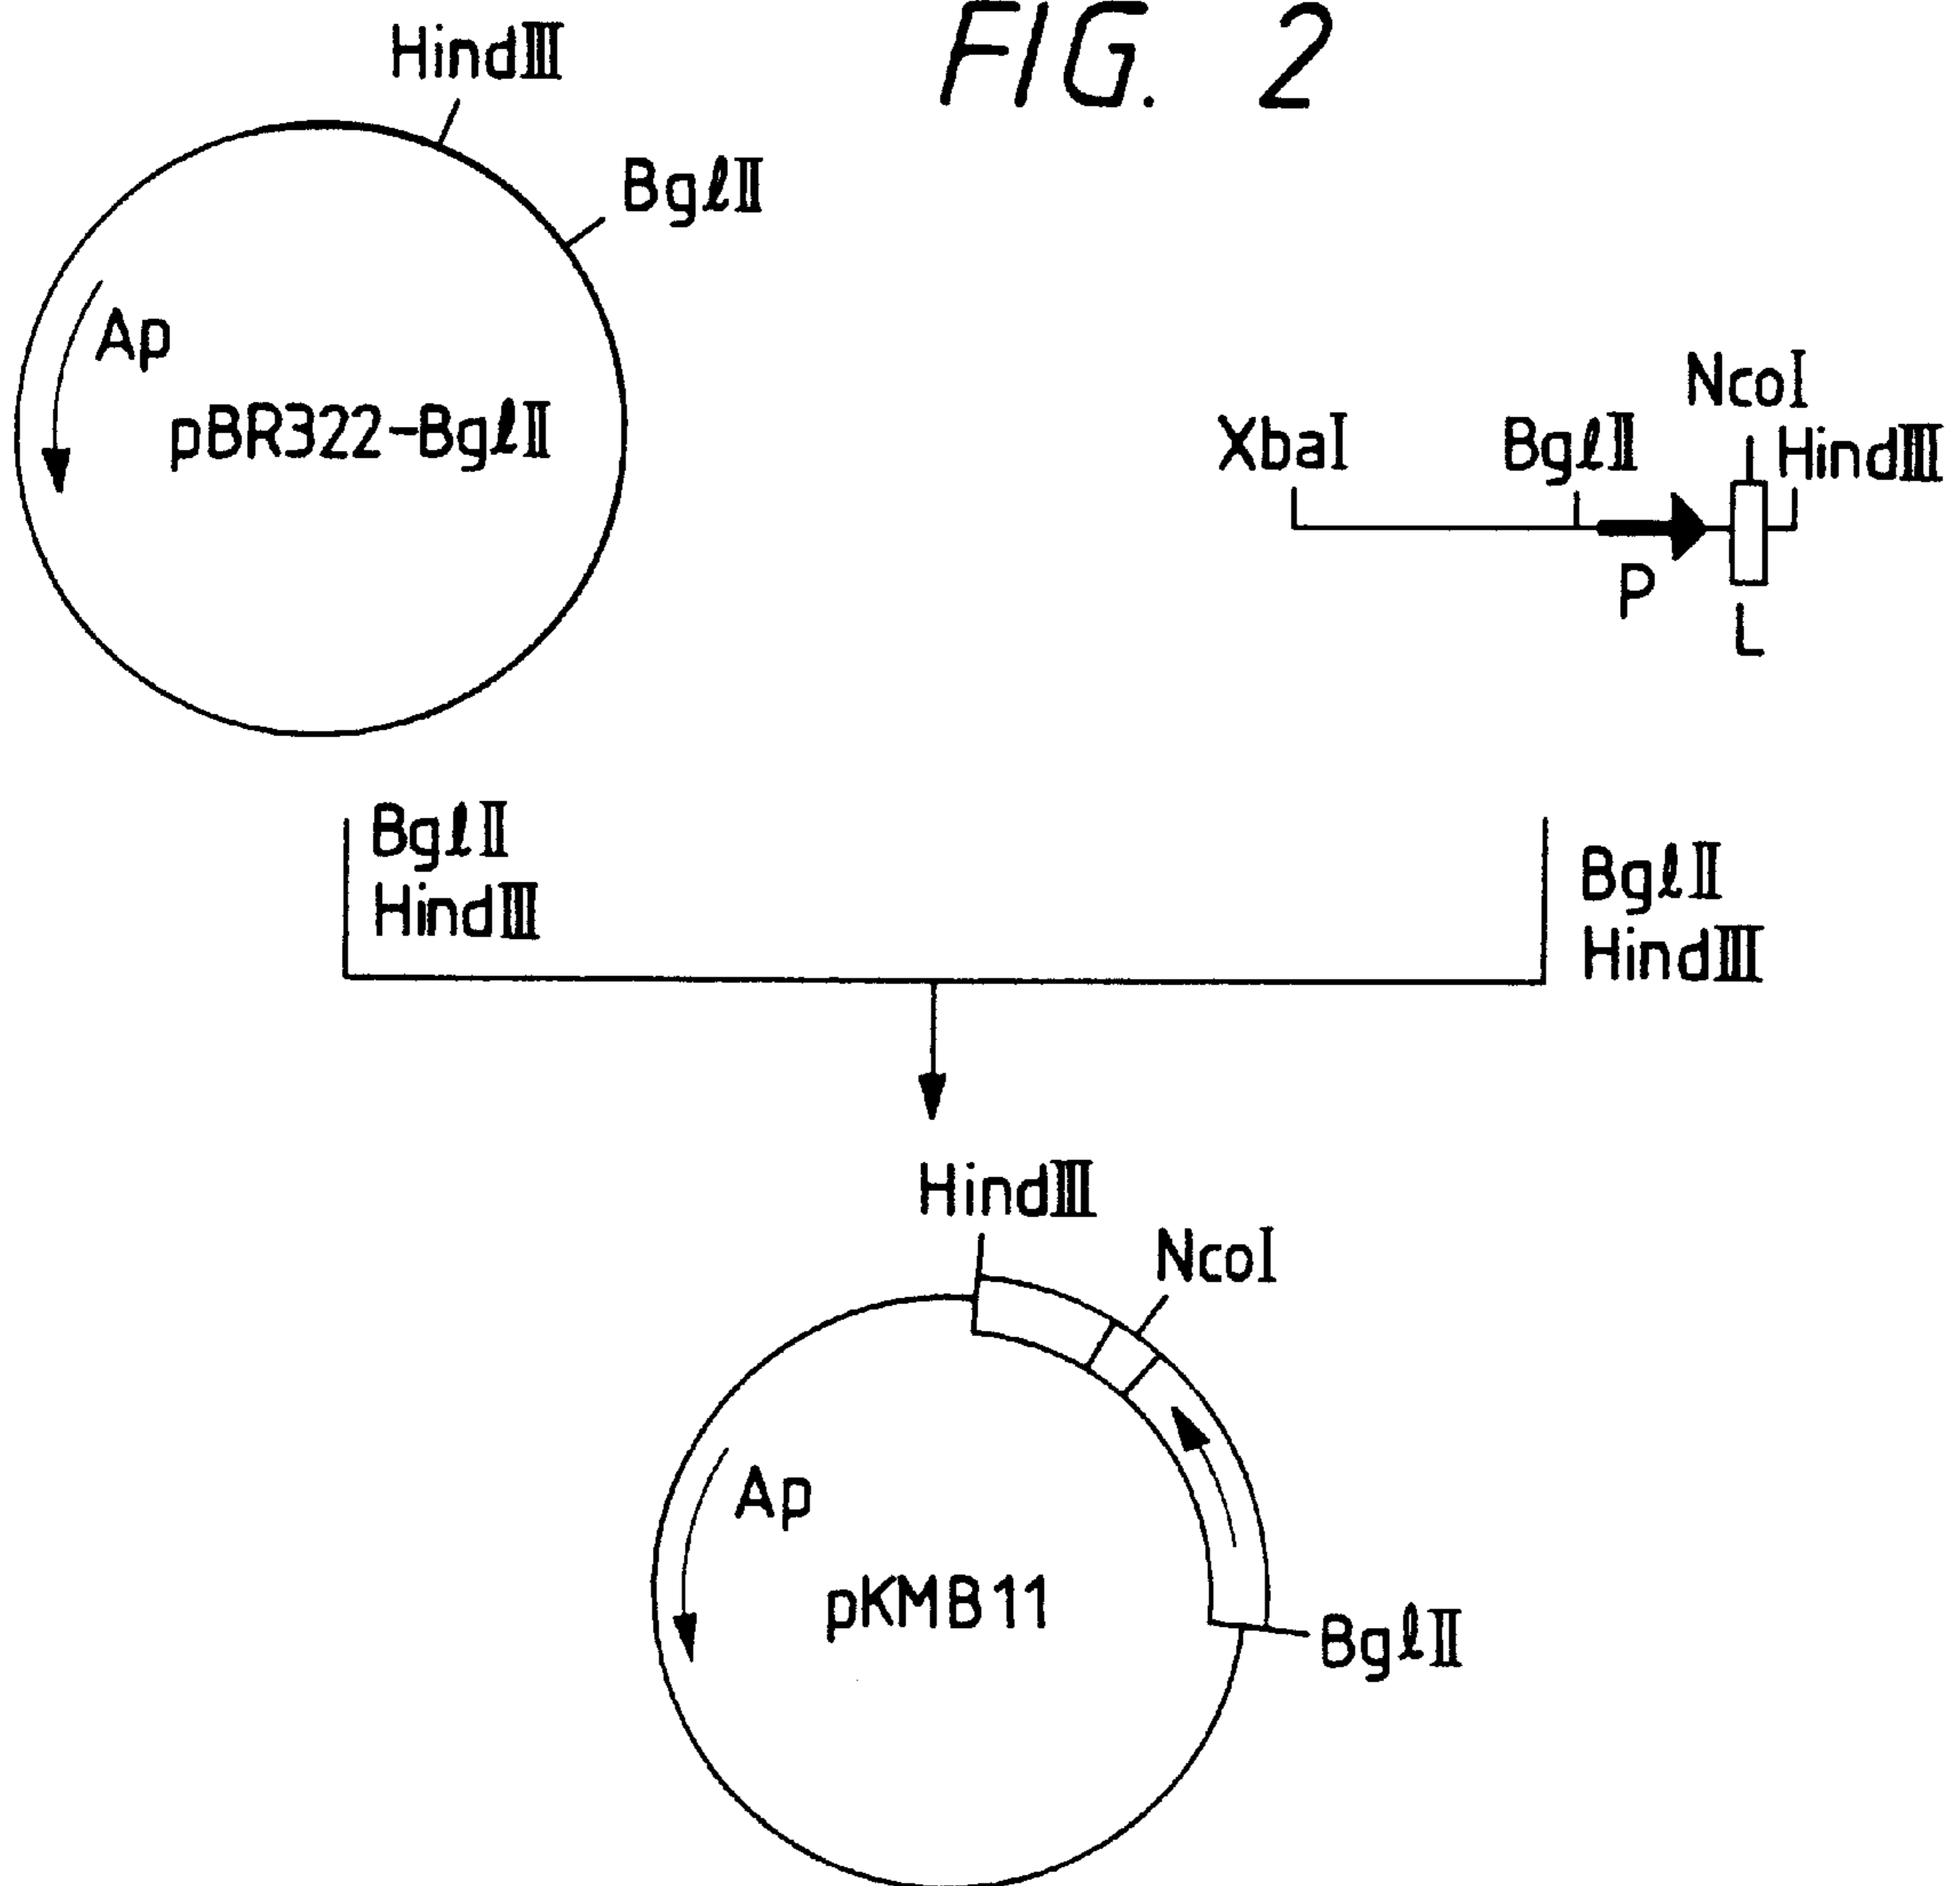 FIG. 2
HindⅢ
BglⅡ
Ap
pBR322-BglⅡ
XbaI
BglⅡ
NcoI
HindⅢ
P
L
BglⅡ
HindⅢ
BglⅡ
HindⅢ
HindⅢ
NcoI
Ap
pKMB11
BglⅡ